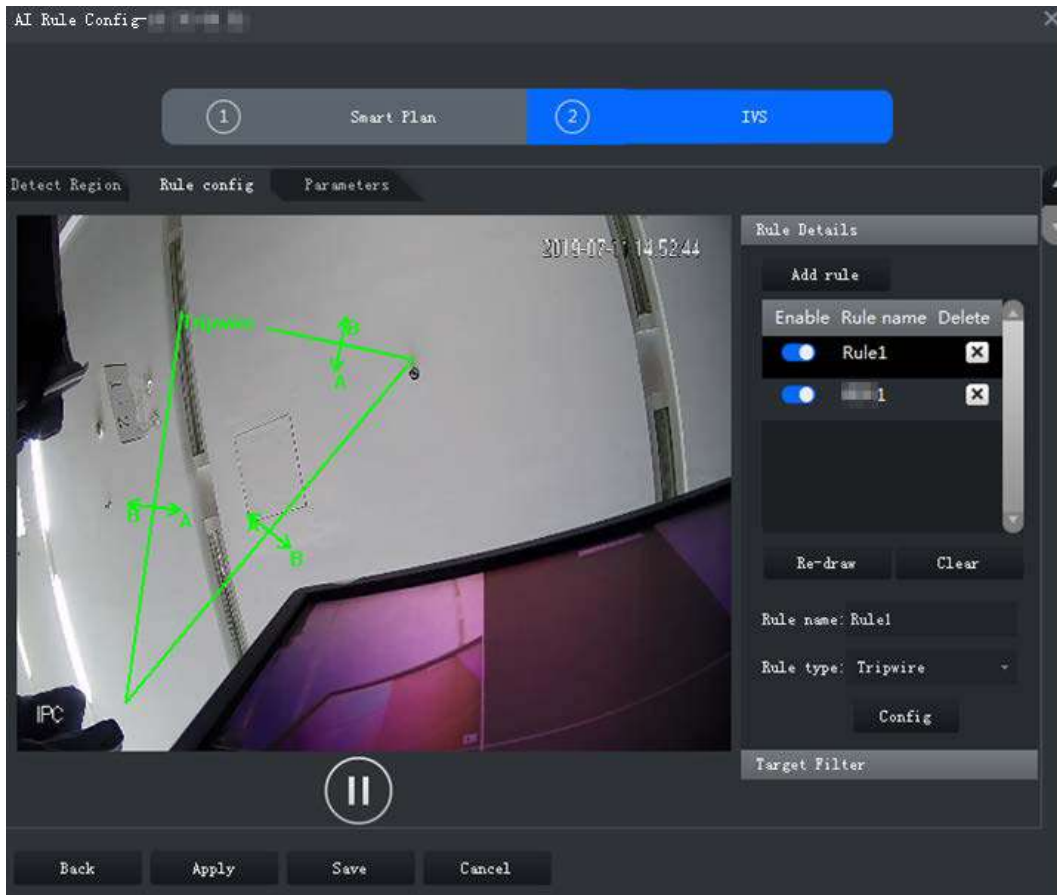 AI Rule Config-
1 Smart Plan 2 IVS
Detect Region Rule config Parameters
2019-07- 14:52:44
Tripwire
B
A
B A
A
B
IPC
Rule Details
Add rule
Enable Rule name Delete
Rule1
1
Re-draw Clear
Rule name: Rule1
Rule type: Tripwire
Config
Target Filter
Back Apply Save Cancel